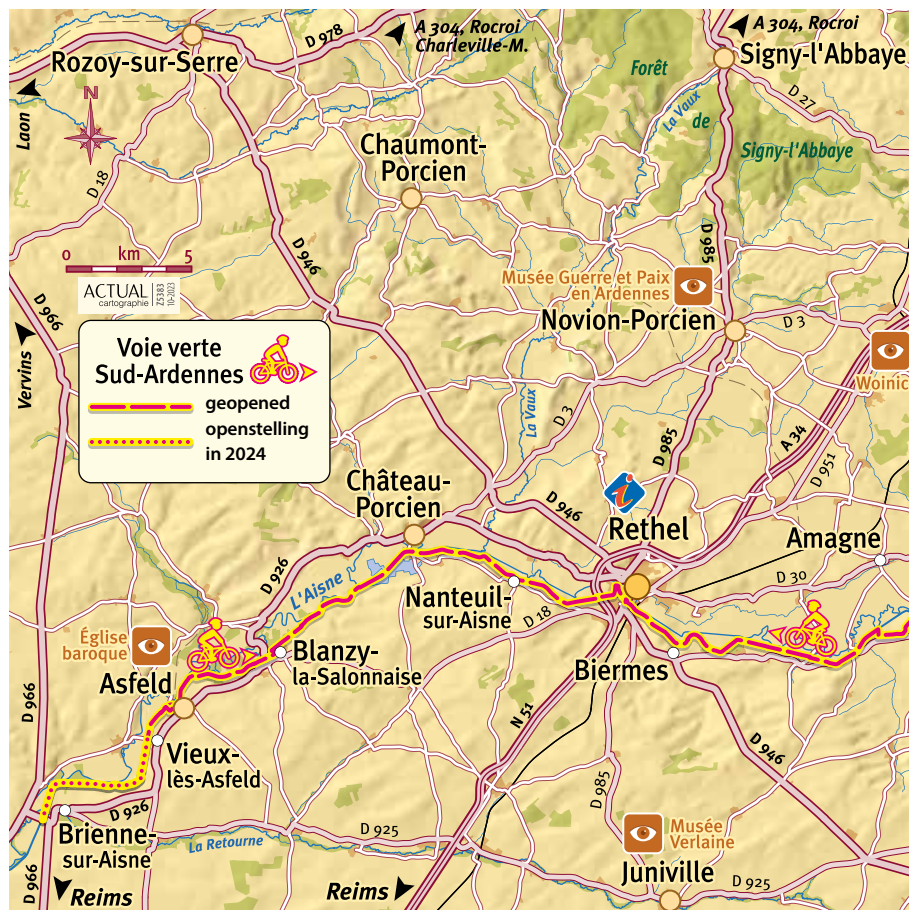 A 304, Rocroi
Charleville-M.
A 304, Rocroi
D 978
Rozoy-sur-Serre
Signy-l'Abbaye
Forêt
de
Signy-l'Abbaye
La Vaux
D 27
Laon
N
D 18
Chaumont-
Porcien
0 km 5
ACTUAL
cartographie
Z5383
10-2023
D 946
D 985
Musée Guerre et Paix
en Ardennes
Novion-Porcien
D 3
D 966
Vervins
Voie verte
Sud-Ardennes
geopened
openstelling
in 2024
Woinic
La Vaux
D 3
D 985
A 34
D 951
Château-
Porcien
D 946
Rethel
Amagne
D 926
L'Aisne
Nanteuil-
sur-Aisne
D 18
D 30
Église
baroque
Asfeld
Blanzy-
la-Salonnaise
Biermes
D 966
N 51
Vieux-
lès-Asfeld
D 946
D 985
D 926
Brienne-
sur-Aisne
La Retourne
D 925
Musée
Verlaine
Juniville
D 925
D 966
Reims
Reims